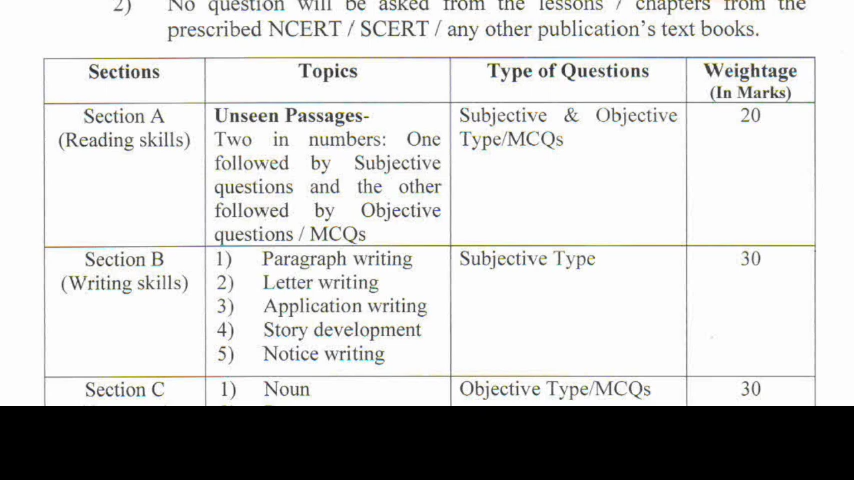 2) No question will be asked from the lessons / chapters from the
prescribed NCERT / SCERT / any other publication's text books.
Sections Topics Type of Questions Weightage
(In Marks)
Section A Unseen Passages- Subjective & Objective 20
(Reading skills) Two in numbers: One Type/MCQs
followed by Subjective
questions and the other
followed by Objective
questions / MCQs
Section B 1) Paragraph writing Subjective Type 30
(Writing skills) 2) Letter writing
3) Application writing
4) Story development
5) Notice writing
Section C 1) Noun Objective Type/MCQs 30